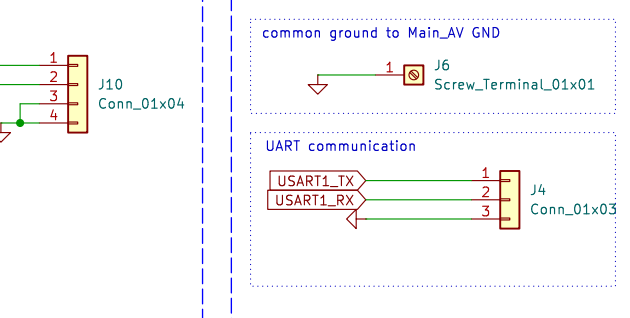 1
2
3
4
J10
Conn_01x04
common ground to Main_AV GND
1
J6
Screw_Terminal_01x01
UART communication
USART1_TX
USART1_RX
1
2
3
J4
Conn_01x03